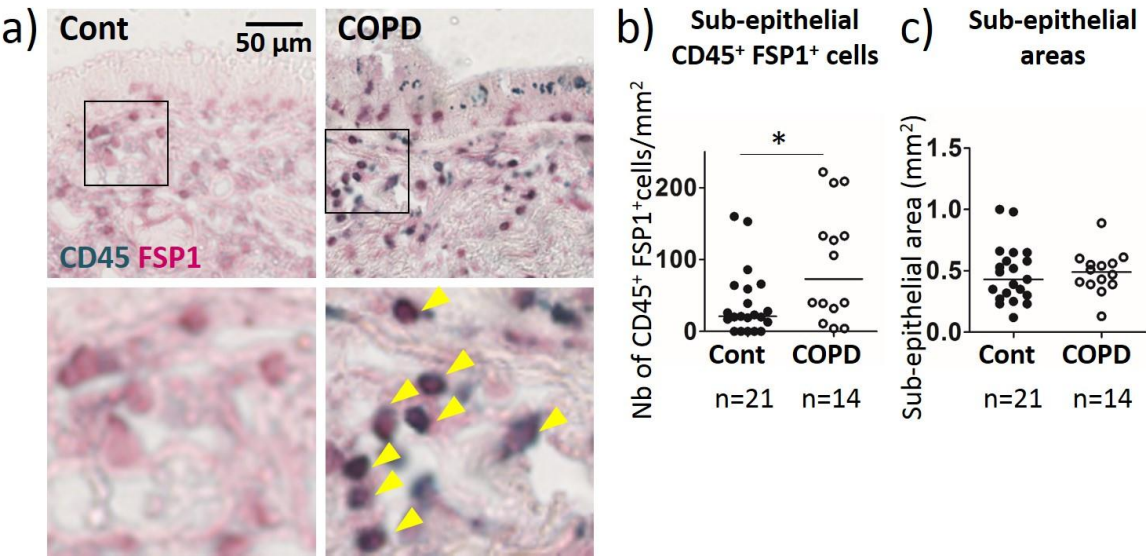 a)
Cont
50 µm
COPD
CD45 FSP1
b)
Sub-epithelial
CD45⁺ FSP1⁺ cells
Nb of CD45⁺ FSP1⁺cells/mm²
200
100
0
*
Cont
COPD
n=21
n=14
c)
Sub-epithelial
areas
Sub-epithelial area (mm²)
1.5
1.0
0.5
0.0
Cont
COPD
n=21
n=14